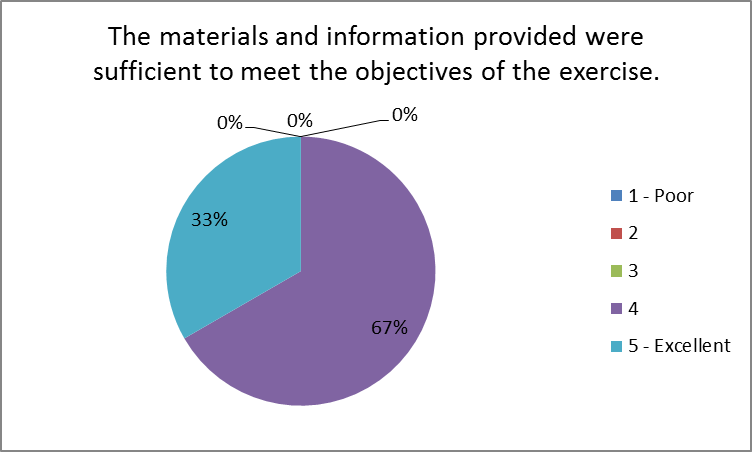 The materials and information provided were
sufficient to meet the objectives of the exercise.
0%
0%
0%
33%
67%
1 - Poor
2
3
4
5 - Excellent